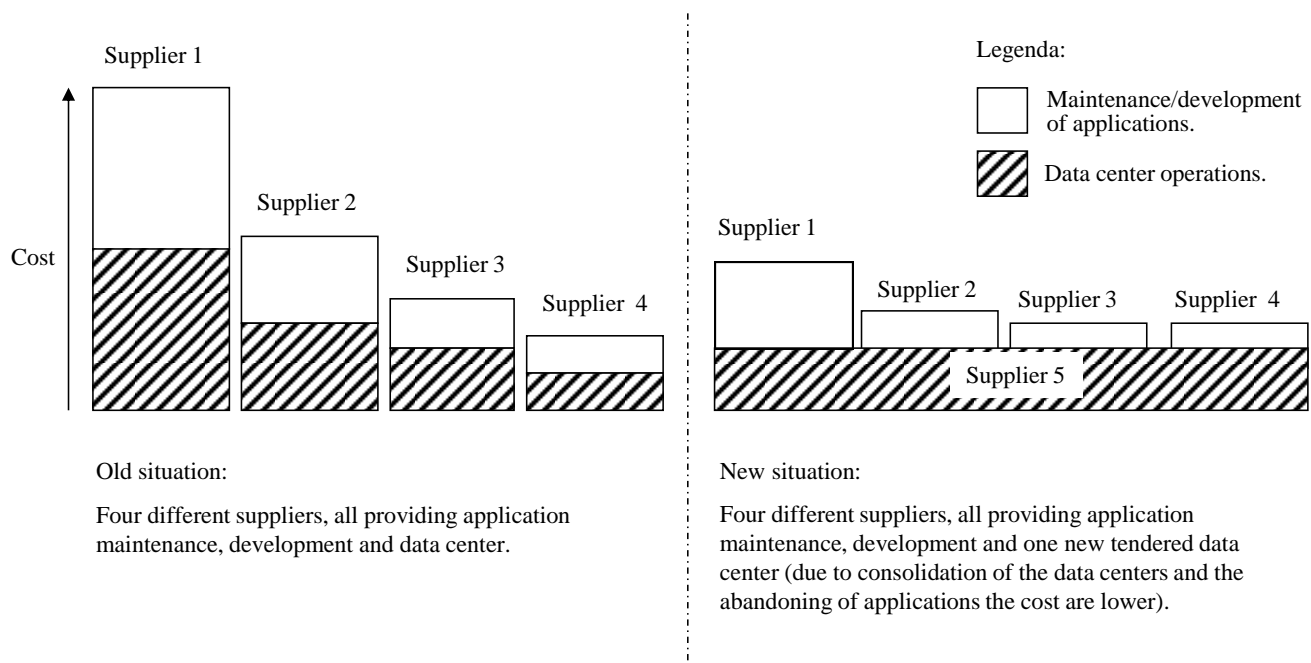 Supplier 1
Supplier 2
Supplier 3
Supplier 4
Cost
Old situation:
Four different suppliers, all providing application
maintenance, development and data center.
Legenda:
Maintenance/development
of applications.
Data center operations.
Supplier 1
Supplier 2
Supplier 3
Supplier 4
Supplier 5
New situation:
Four different suppliers, all providing application
maintenance, development and one new tendered data
center (due to consolidation of the data centers and the
abandoning of applications the cost are lower).